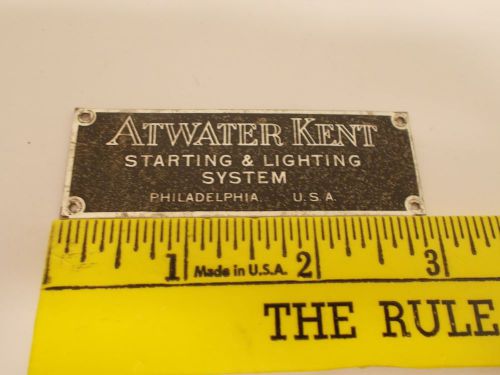 ATWATER KENT
STARTING & LIGHTING
SYSTEM
PHILADELPHIA. U.S.A.
1 Made in U.S.A. 2 3
THE RULE